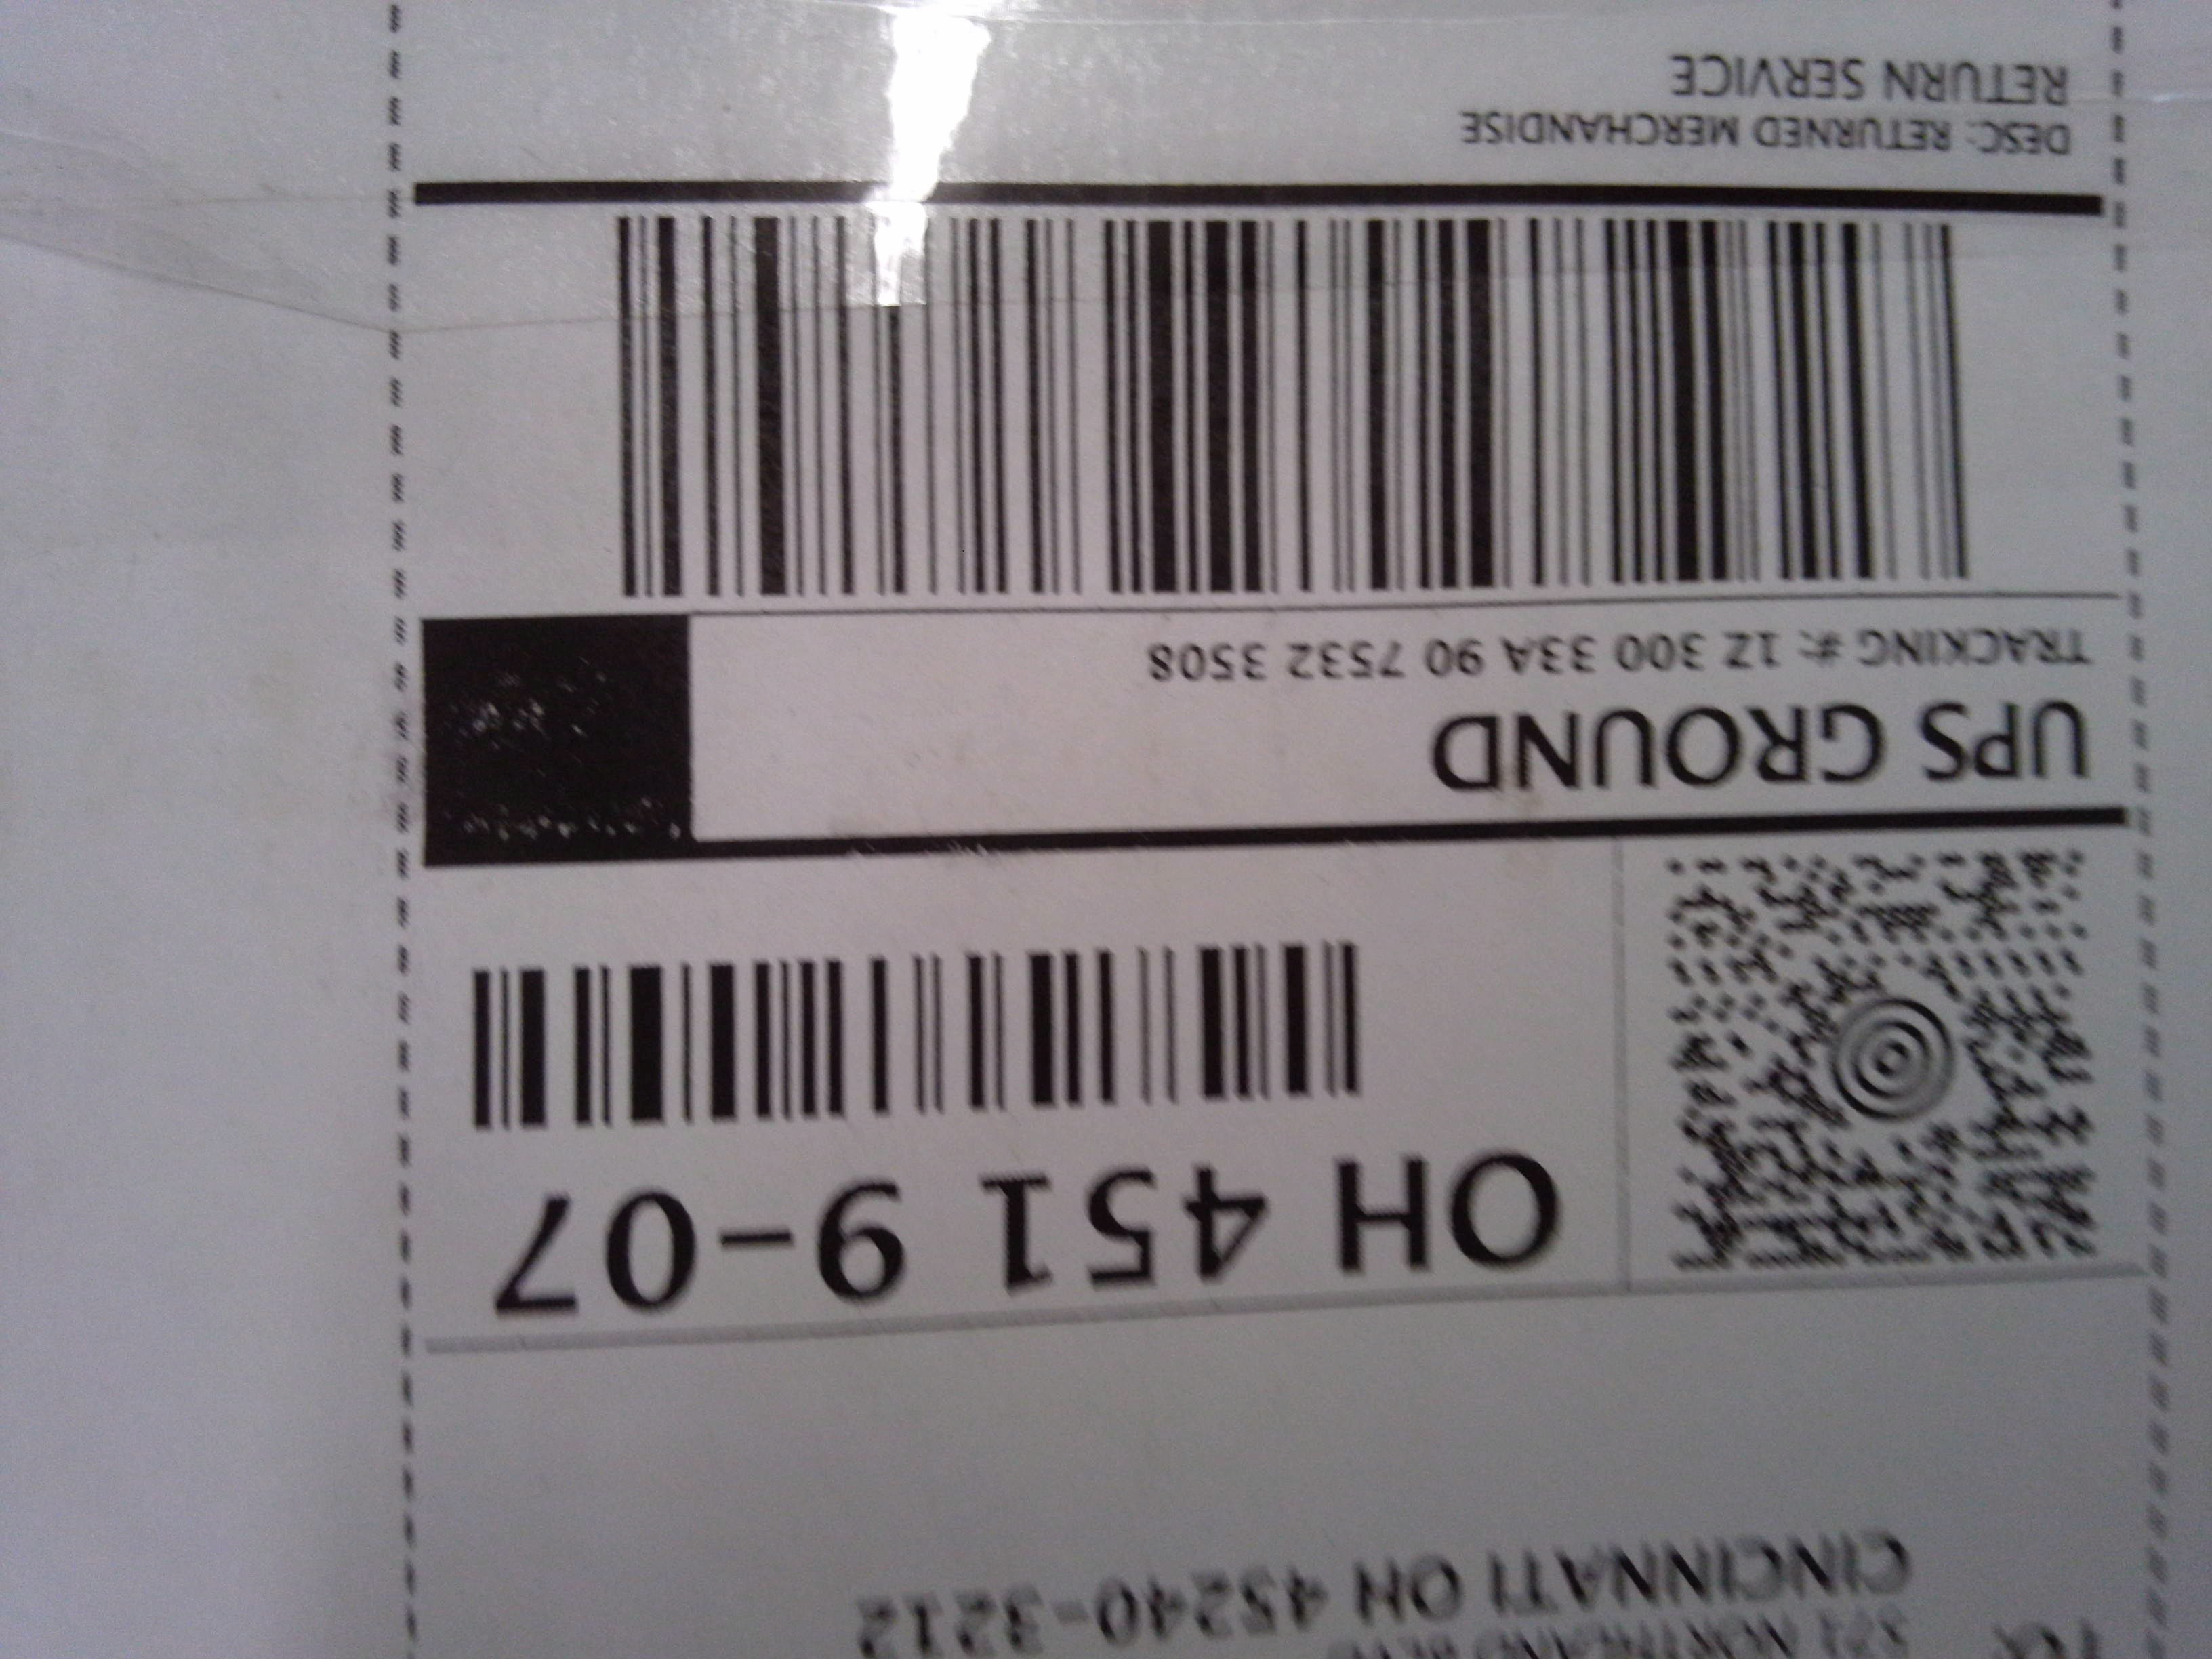 CINCINNATI OH 45240-3212
OH 451 9-07
UPS GROUND
TRACKING #: 1Z 300 33A 90 7532 3508
DESC: RETURNED MERCHANDISE
RETURN SERVICE